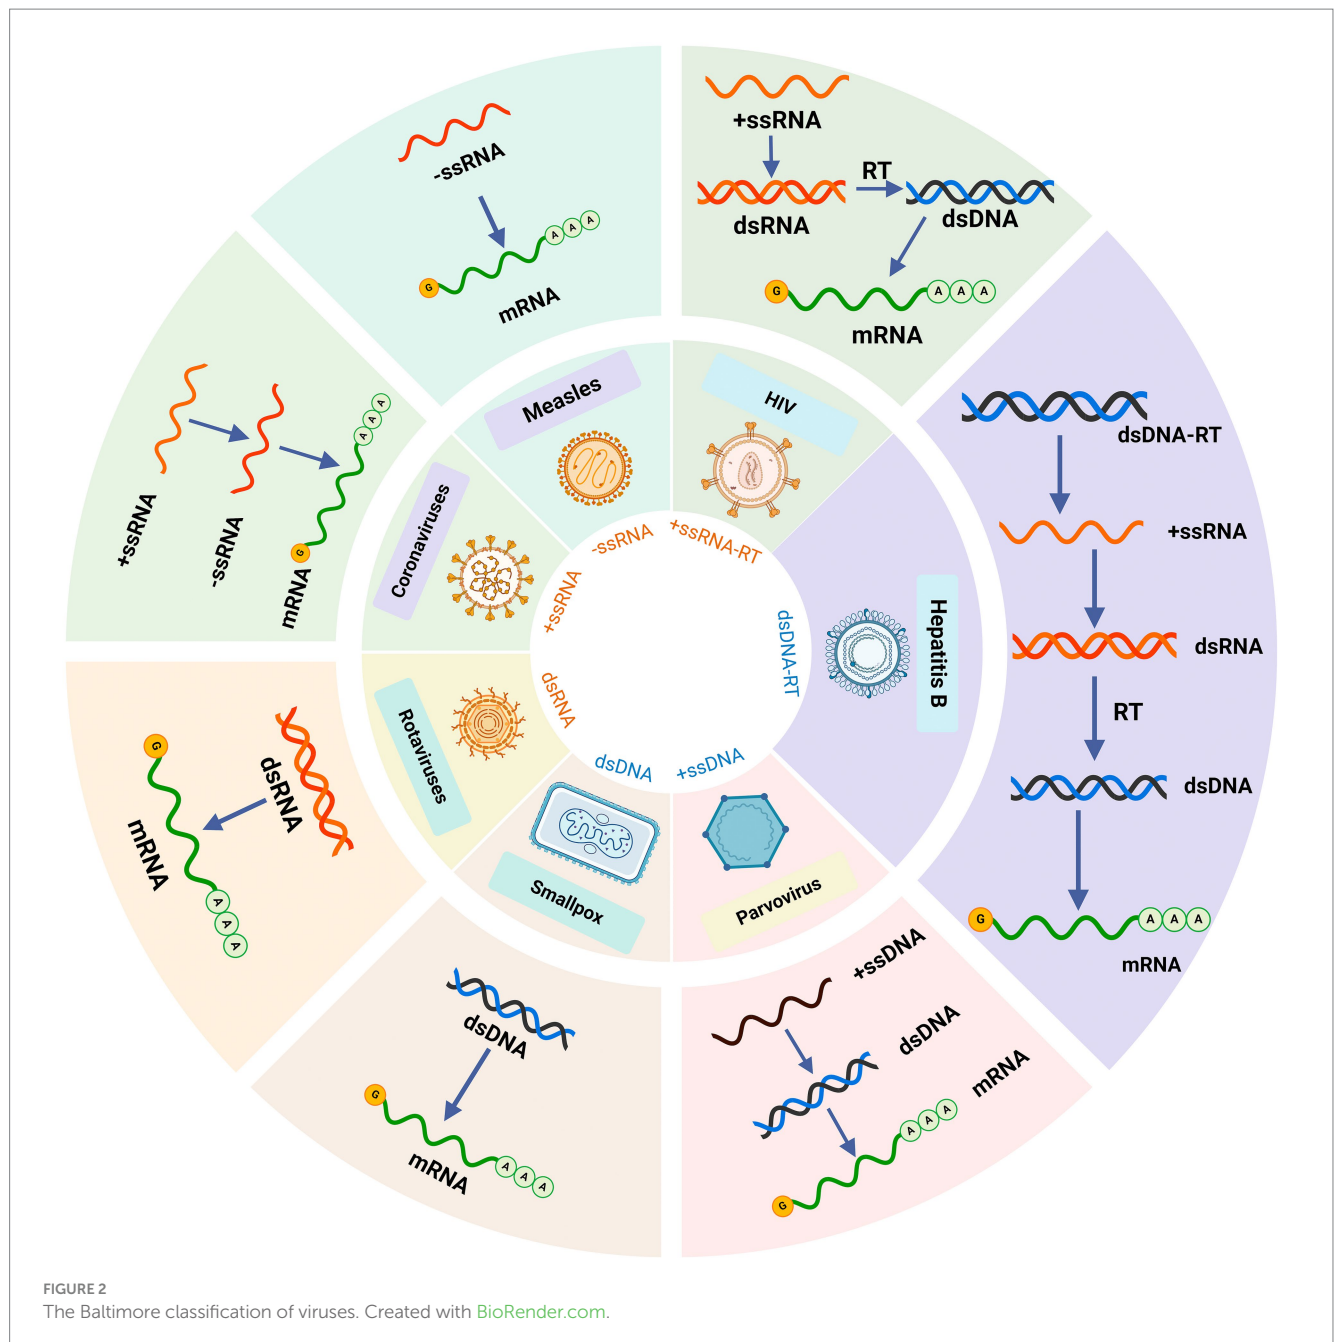 -ssRNA
G
A A A
mRNA
+ssRNA
dsRNA
RT
dsDNA
G
A A A
mRNA
dsDNA-RT
+ssRNA
dsRNA
RT
dsDNA
G
A A A
mRNA
+ssDNA
dsDNA
mRNA
A A A
G
dsDNA
G
mRNA
A A A
dsRNA
G
mRNA
A A A
+ssRNA
-ssRNA
mRNA
G
A A A
Measles
HIV
Hepatitis B
Parvovirus
Smallpox
Rotaviruses
Coronaviruses
-ssRNA
+ssRNA-RT
dsDNA-RT
+ssDNA
dsDNA
dsRNA
+ssRNA
FIGURE 2
The Baltimore classification of viruses. Created with BioRender.com.